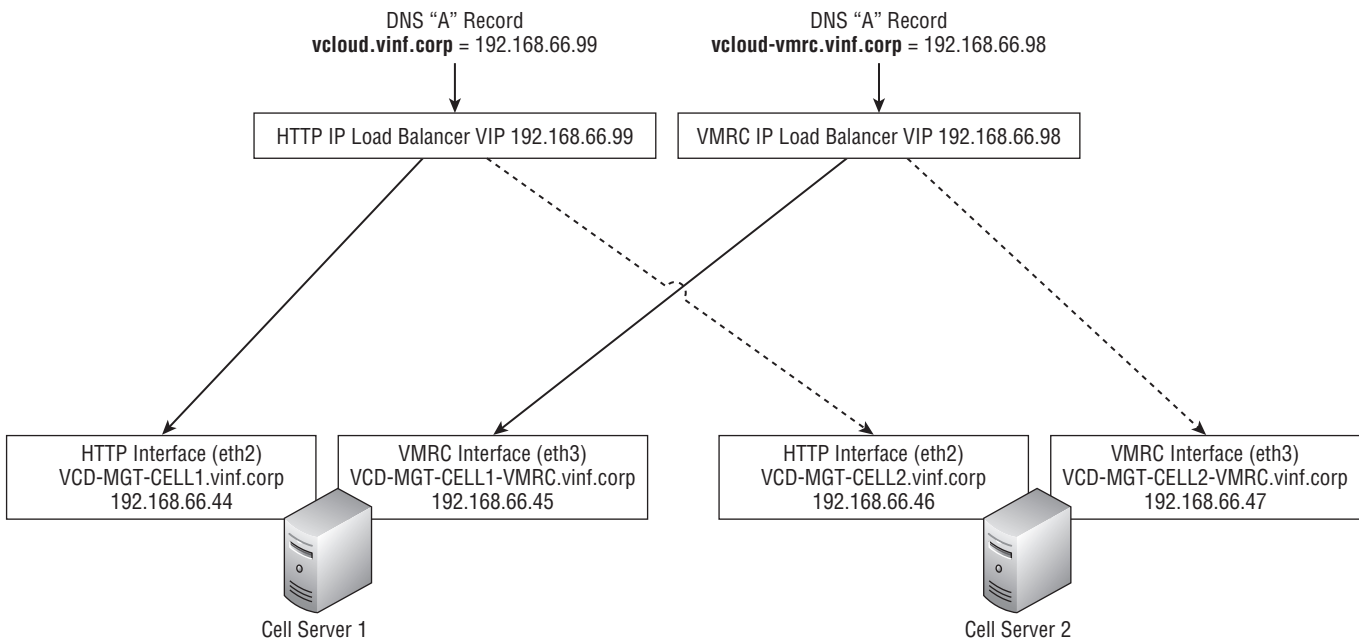 DNS “A” Record
vcloud.vinf.corp = 192.168.66.99
DNS “A” Record
vcloud-vmrc.vinf.corp = 192.168.66.98
HTTP IP Load Balancer VIP 192.168.66.99
VMRC IP Load Balancer VIP 192.168.66.98
HTTP Interface (eth2)
VCD-MGT-CELL1.vinf.corp
192.168.66.44
VMRC Interface (eth3)
VCD-MGT-CELL1-VMRC.vinf.corp
192.168.66.45
HTTP Interface (eth2)
VCD-MGT-CELL2.vinf.corp
192.168.66.46
VMRC Interface (eth3)
VCD-MGT-CELL2-VMRC.vinf.corp
192.168.66.47
Cell Server 1
Cell Server 2